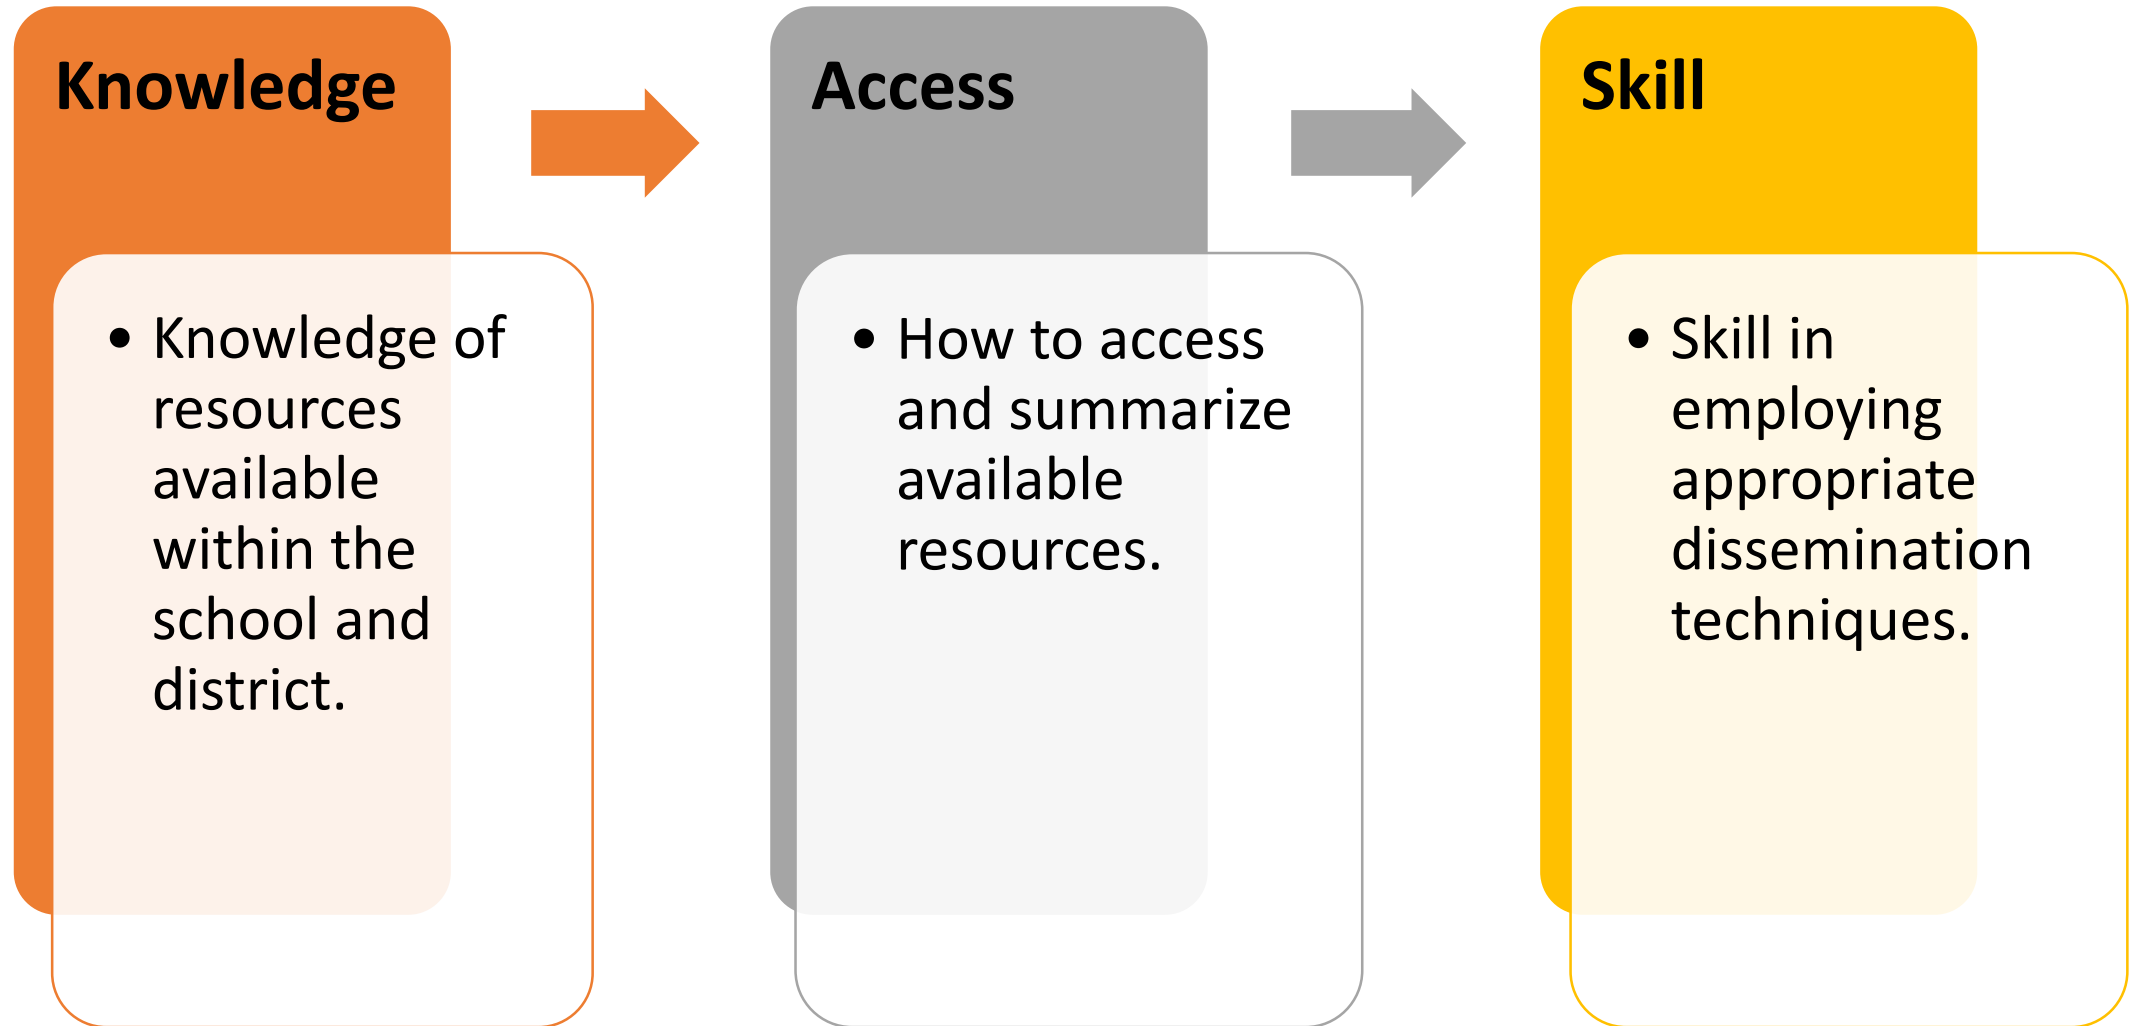 Knowledge
• Knowledge of
resources
available
within the
school and
district.
Access
• How to access
and summarize
available
resources.
Skill
• Skill in
employing
appropriate
dissemination
techniques.